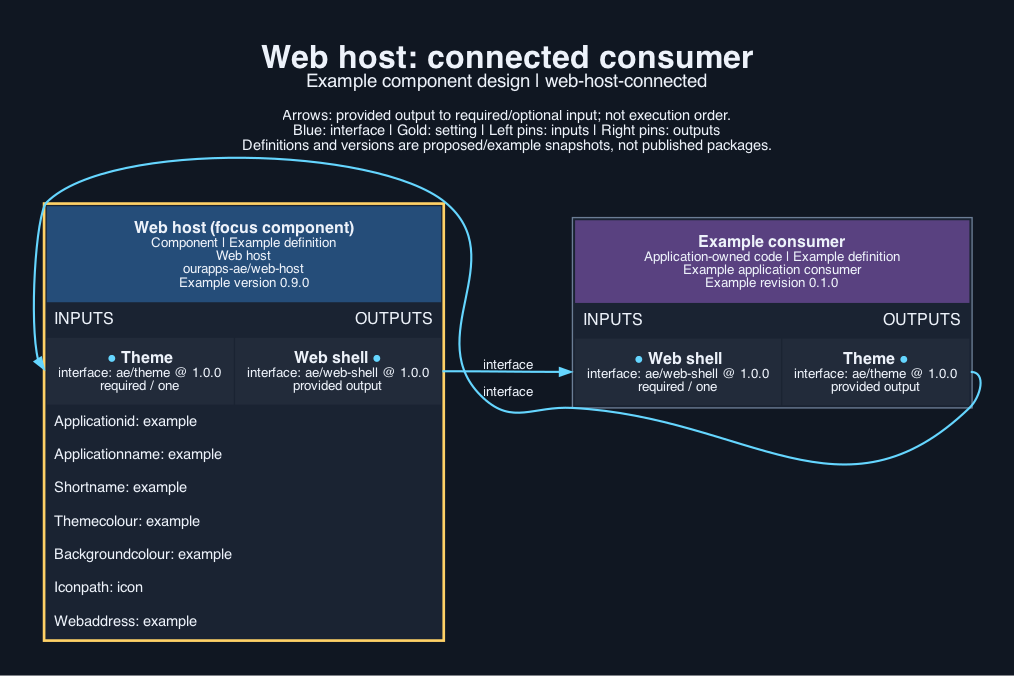 Web host: connected consumer
Example component design | web-host-connected
Arrows: provided output to required/optional input; not execution order.
Blue: interface | Gold: setting | Left pins: inputs | Right pins: outputs
Definitions and versions are proposed/example snapshots, not published packages.
Web host (focus component)
Component | Example definition
Web host
ourapps-ae/web-host
Example version 0.9.0
INPUTS
OUTPUTS
Theme
interface: ae/theme @ 1.0.0
required / one
Web shell
interface: ae/web-shell @ 1.0.0
provided output
Applicationid: example
Applicationname: example
Shortname: example
Themecolour: example
Backgroundcolour: example
Iconpath: icon
Webaddress: example
interface
interface
Example consumer
Application-owned code | Example definition
Example application consumer
Example revision 0.1.0
INPUTS
OUTPUTS
Web shell
interface: ae/web-shell @ 1.0.0
required / one
Theme
interface: ae/theme @ 1.0.0
provided output